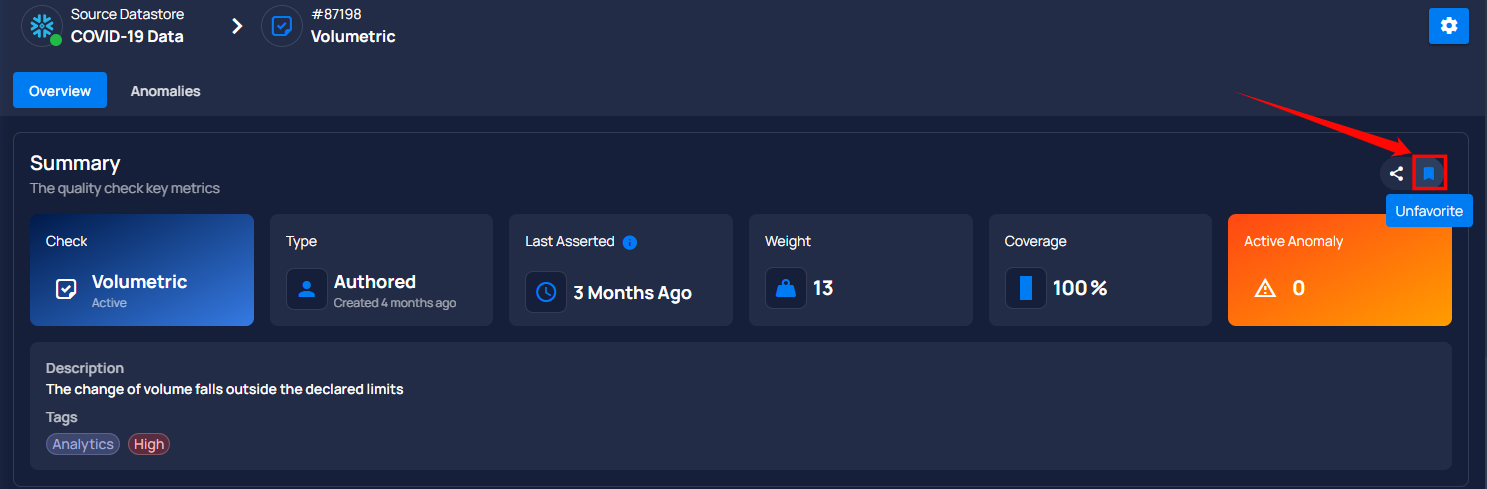 Source Datastore
COVID-19 Data
#87198
Volumetric
Overview
Anomalies
Summary
The quality check key metrics
Unfavorite
Check
Volumetric
Active
Type
Authored
Created 4 months ago
Last Asserted
3 Months Ago
Weight
13
Coverage
100%
Active Anomaly
0
Description
The change of volume falls outside the declared limits
Tags
Analytics High